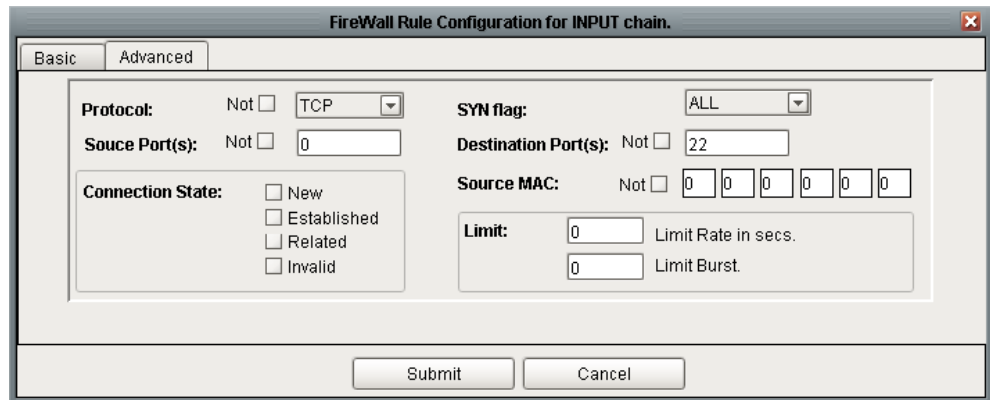 FireWall Rule Configuration for INPUT chain.
Basic Advanced
Protocol: Not TCP SYN flag: ALL
Souce Port(s): Not 0 Destination Port(s): Not 22
Connection State: New Source MAC: Not 0 0 0 0 0 0
Established
Limit: 0 Limit Rate in secs.
Related
Invalid 0 Limit Burst.
Submit Cancel